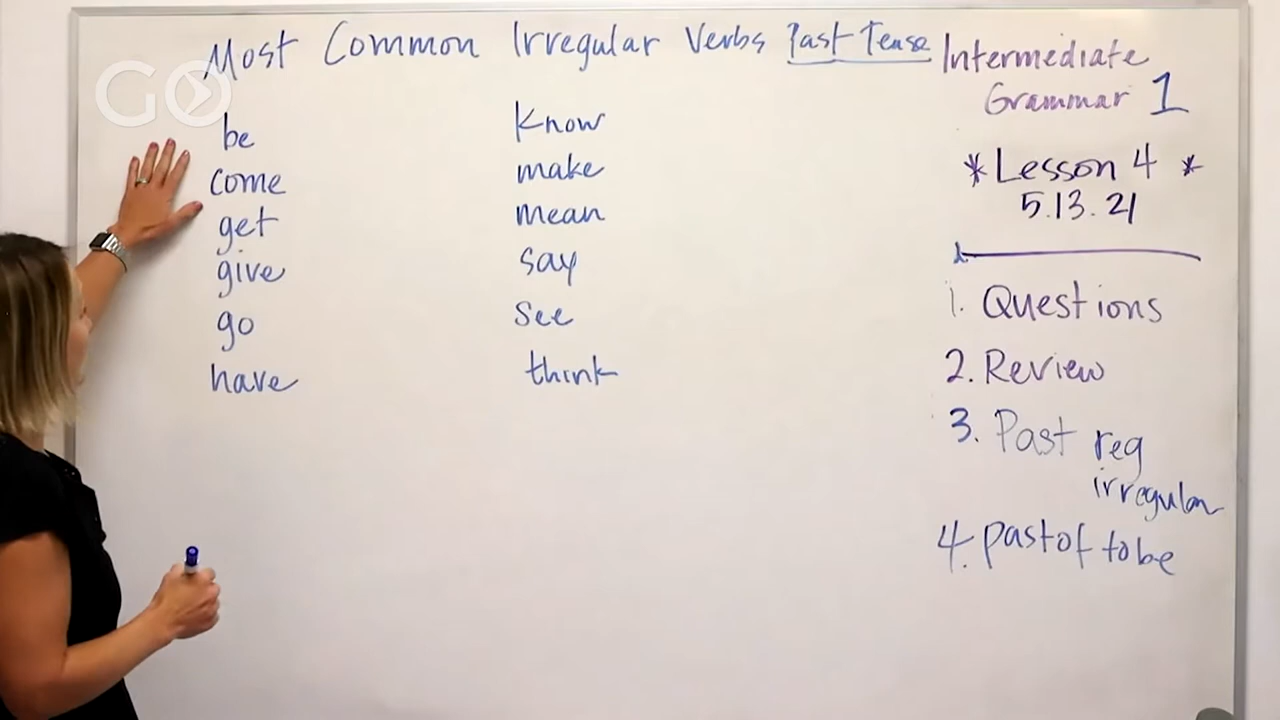 GO
Most Common Irregular Verbs Past Tense
be
come
get
give
go
have
know
make
mean
say
see
think
Intermediate
Grammar 1
* Lesson 4 *
5.13.21
1. Questions
2. Review
3. Past reg
irregular
4. past of to be